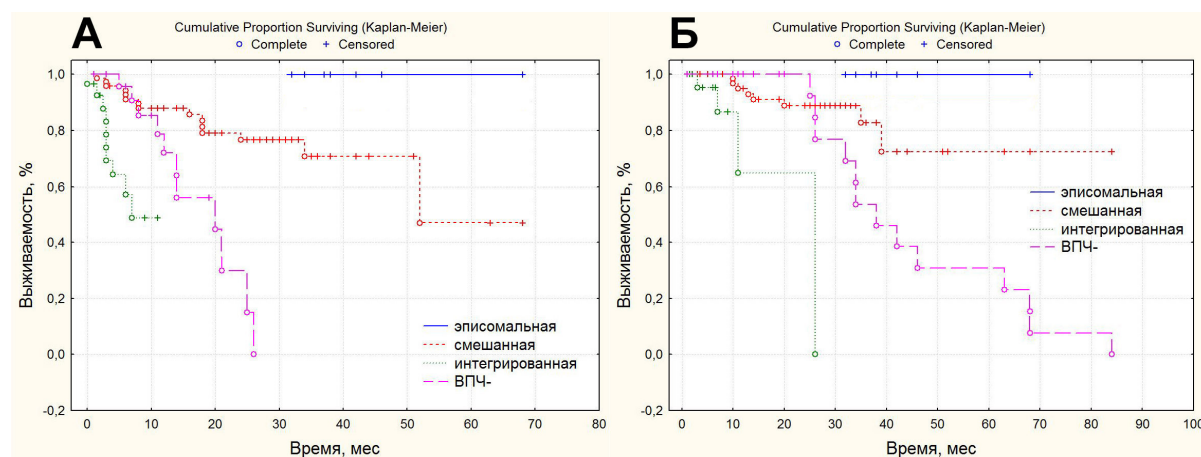 А
Cumulative Proportion Surviving (Kaplan-Meier)
Complete + Censored
1,0
0,8
0,6
0,4
0,2
0,0
-0,2
Выживаемость, %
0 10 20 30 40 50 60 70 80
Время, мес
эписомальная
смешанная
интегрированная
ВПЧ-
Б
Cumulative Proportion Surviving (Kaplan-Meier)
Complete + Censored
1,0
0,8
0,6
0,4
0,2
0,0
-0,2
Выживаемость, %
0 10 20 30 40 50 60 70 80 90 100
Время, мес
эписомальная
смешанная
интегрированная
ВПЧ-